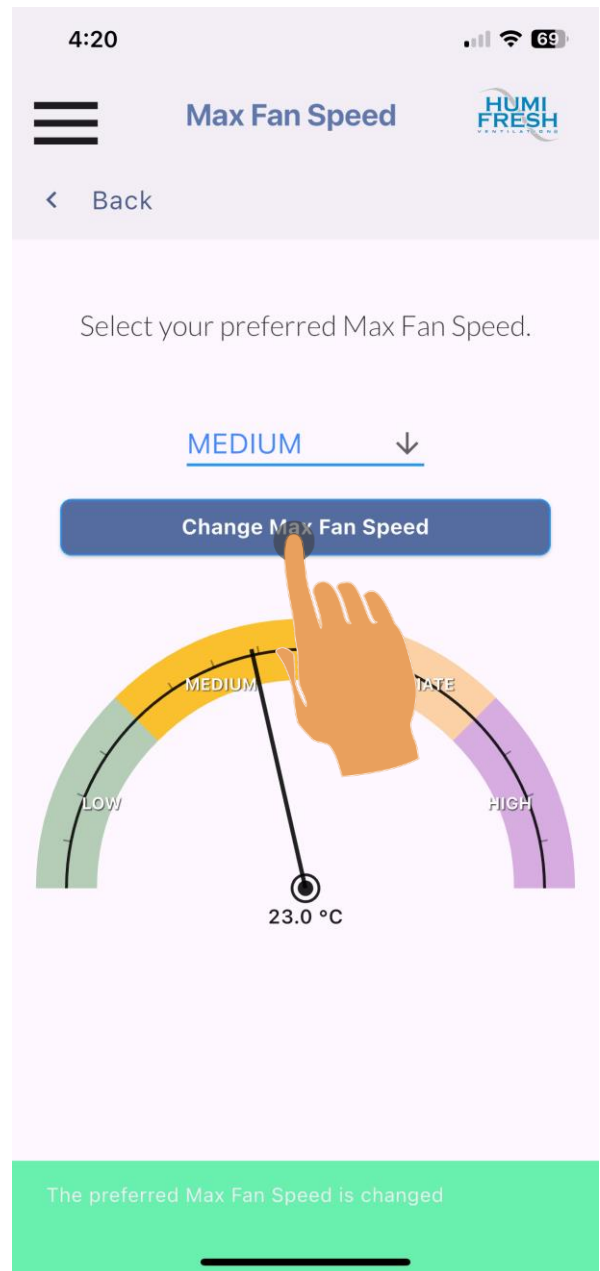 4:20
69
Max Fan Speed
HUMI
FRESH
VENTILATIONS
Back
Select your preferred Max Fan Speed.
MEDIUM
Change Max Fan Speed
MEDIUM
LOW
HIGH
23.0 °C
The preferred Max Fan Speed is changed